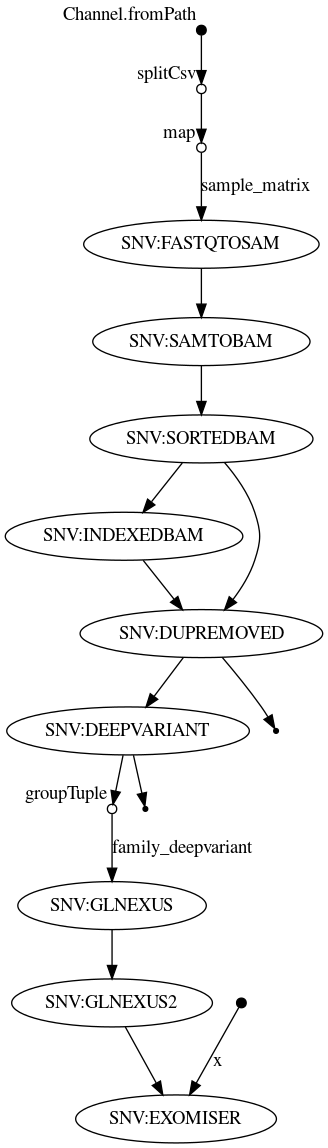 Channel.fromPath
splitCsv
map
sample_matrix
SNV:FASTQTOSAM
SNV:SAMTOBAM
SNV:SORTEDBAM
SNV:INDEXEDBAM
SNV:DUPREMOVED
SNV:DEEPVARIANT
groupTuple
family_deepvariant
SNV:GLNEXUS
SNV:GLNEXUS2
x
SNV:EXOMISER